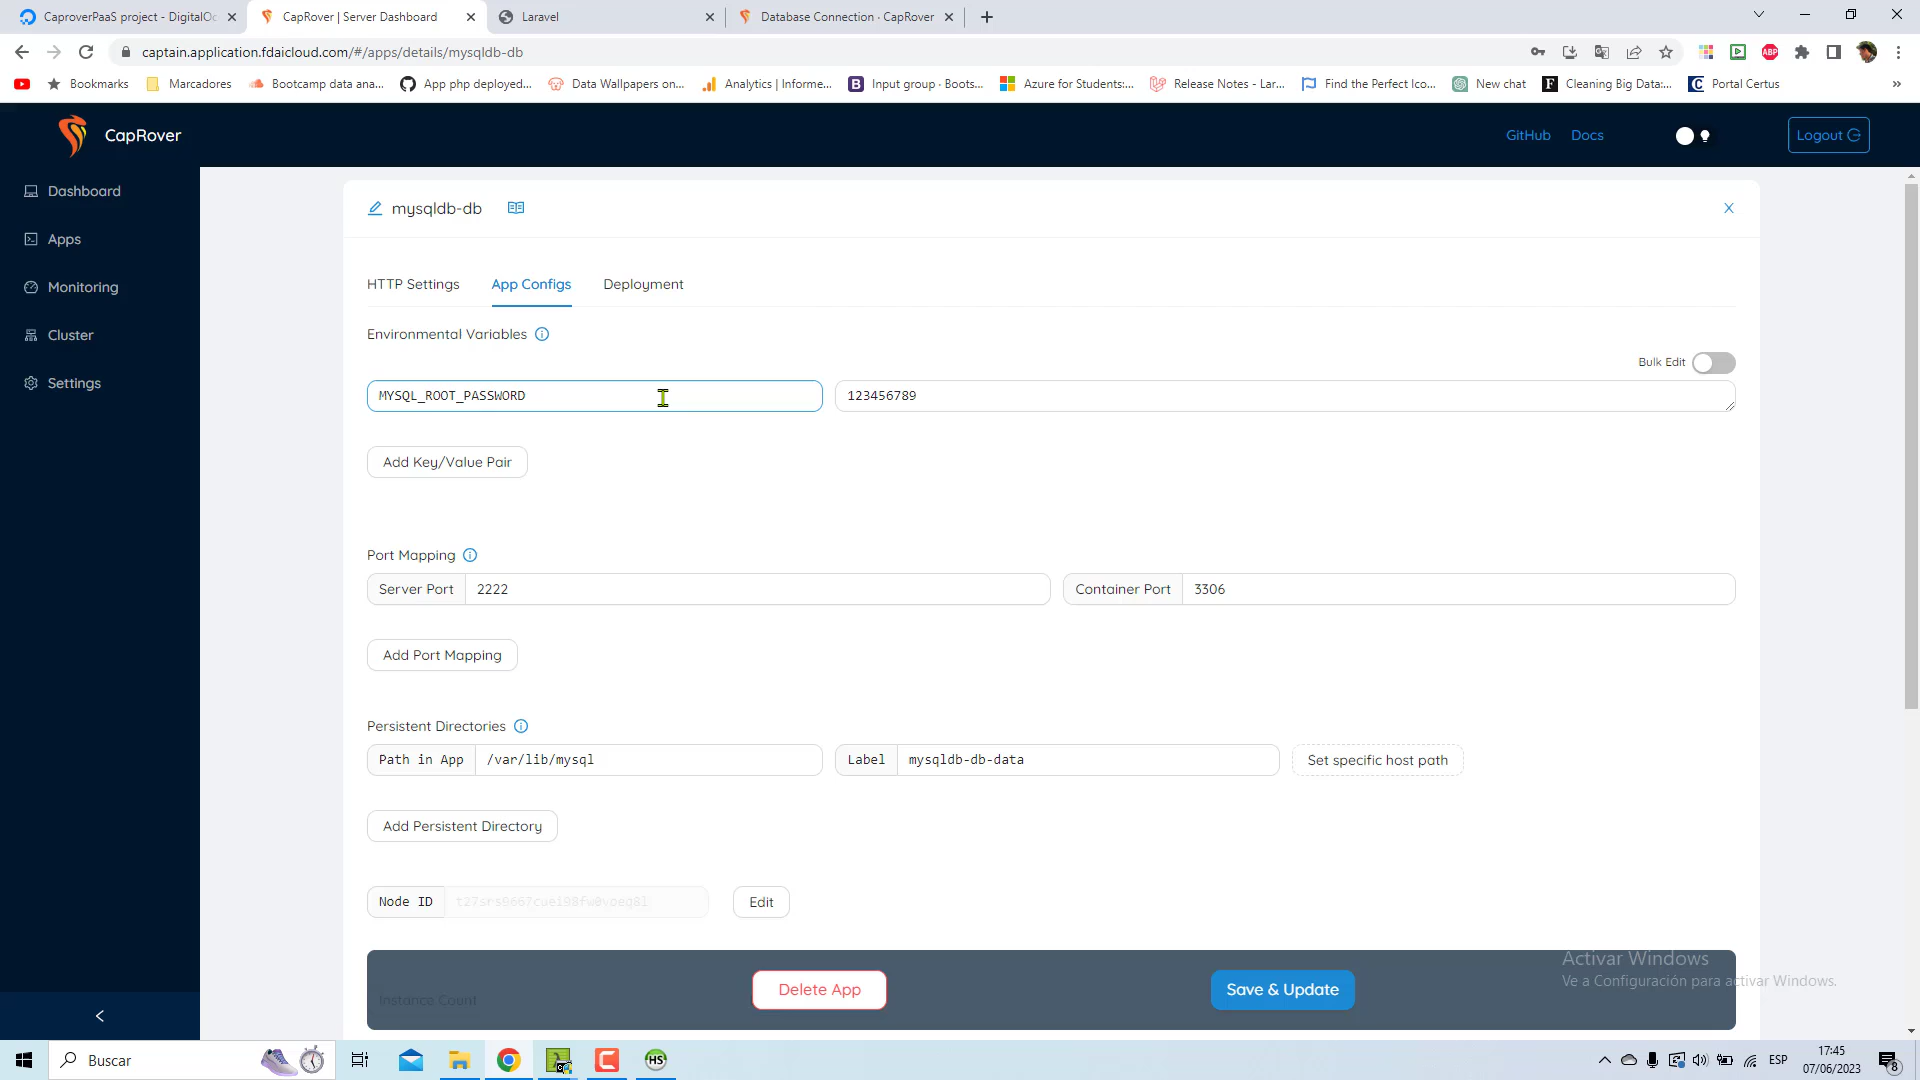 CaproverPaaS project - DigitalOc
CapRover | Server Dashboard
Laravel
Database Connection · CapRover
captain.application.fdaicloud.com/#/apps/details/mysqldb-db
ABP
Bookmarks
Marcadores
Bootcamp data ana...
App php deployed...
Data Wallpapers on...
Analytics | Informe...
Input group · Boots...
Azure for Students:...
Release Notes - Lar...
Find the Perfect Ico...
New chat
Cleaning Big Data:...
Portal Certus
CapRover
GitHub
Docs
Logout
Dashboard
Apps
Monitoring
Cluster
Settings
mysqldb-db
HTTP Settings
App Configs
Deployment
Environmental Variables
Bulk Edit
MYSQL_ROOT_PASSWORD
123456789
Add Key/Value Pair
Port Mapping
Server Port
2222
Container Port
3306
Add Port Mapping
Persistent Directories
Path in App
/var/lib/mysql
Label
mysqldb-db-data
Set specific host path
Add Persistent Directory
Node ID
Edit
Instance Count
Delete App
Save & Update
Activar Windows
Ve a Configuración para activar Windows.
Buscar
HS
ESP
17:45
07/06/2023
8